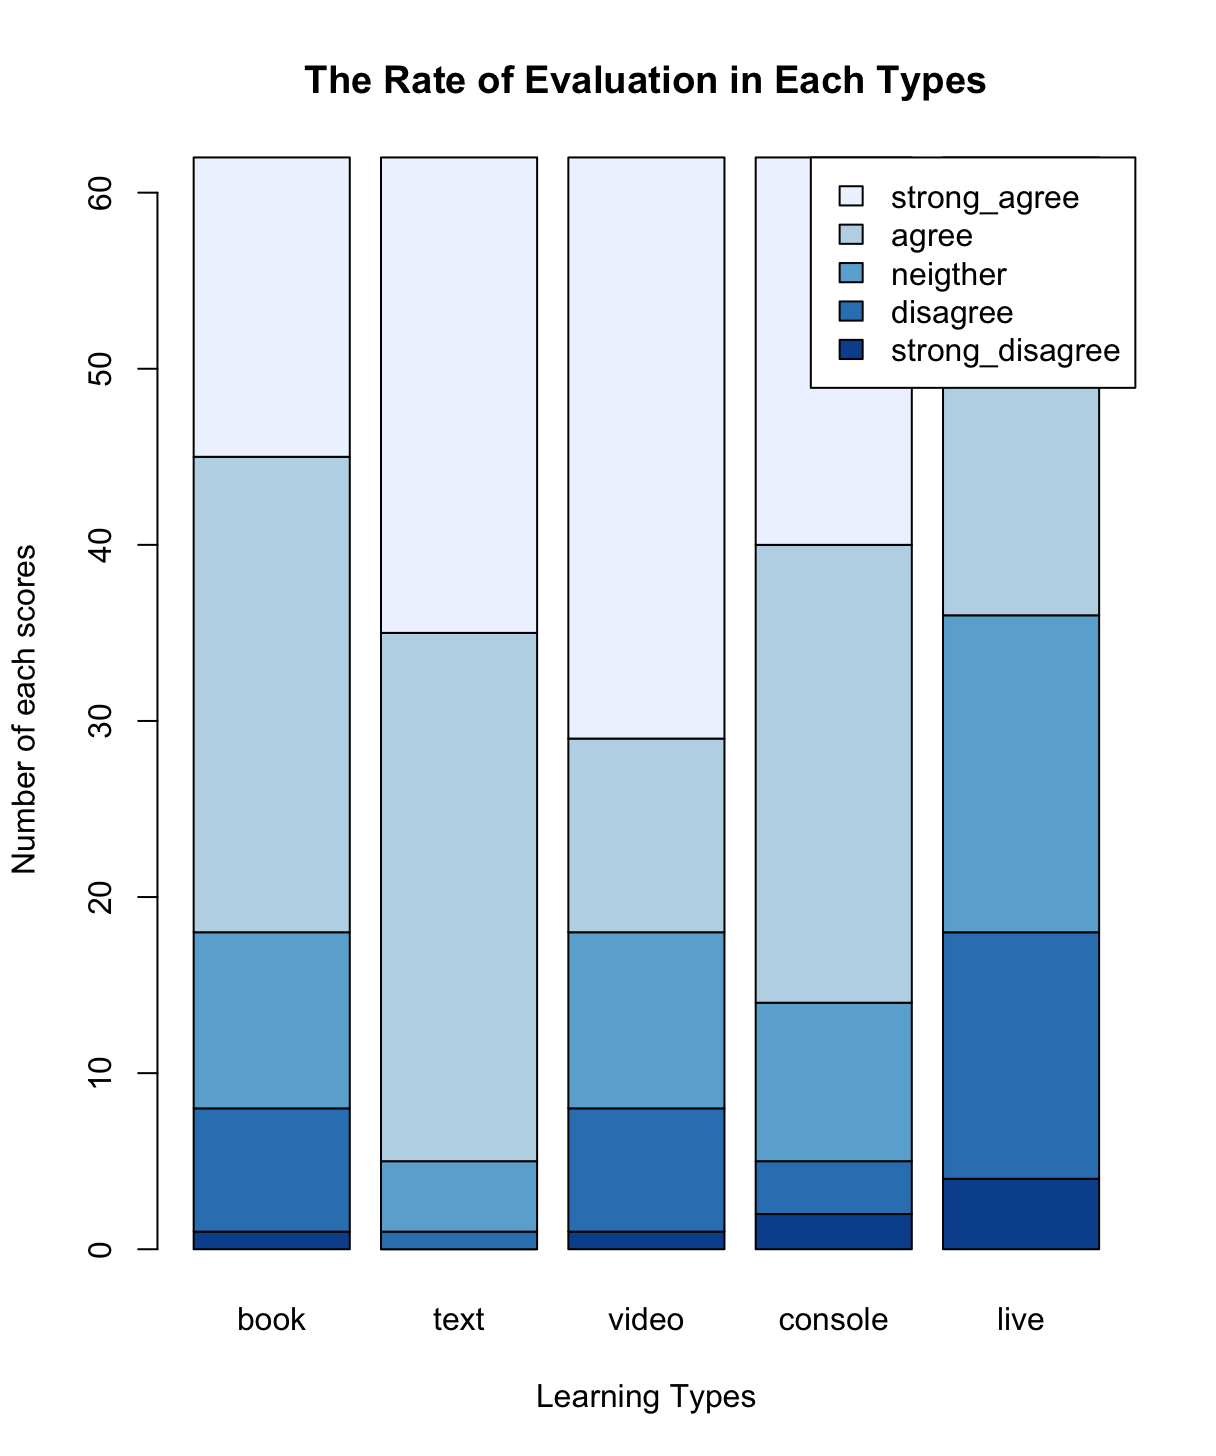 The Rate of Evaluation in Each Types
strong_agree
agree
neigther
disagree
strong_disagree
60
50
40
30
20
10
0
Number of each scores
book
text
video
console
live
Learning Types